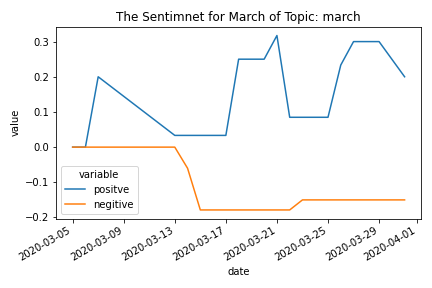 The Sentimnet for March of Topic: march
value
0.3
0.2
0.1
0.0
−0.1
−0.2
variable
positve
negitive
2020-03-05
2020-03-09
2020-03-13
2020-03-17
2020-03-21
2020-03-25
2020-03-29
2020-04-01
date